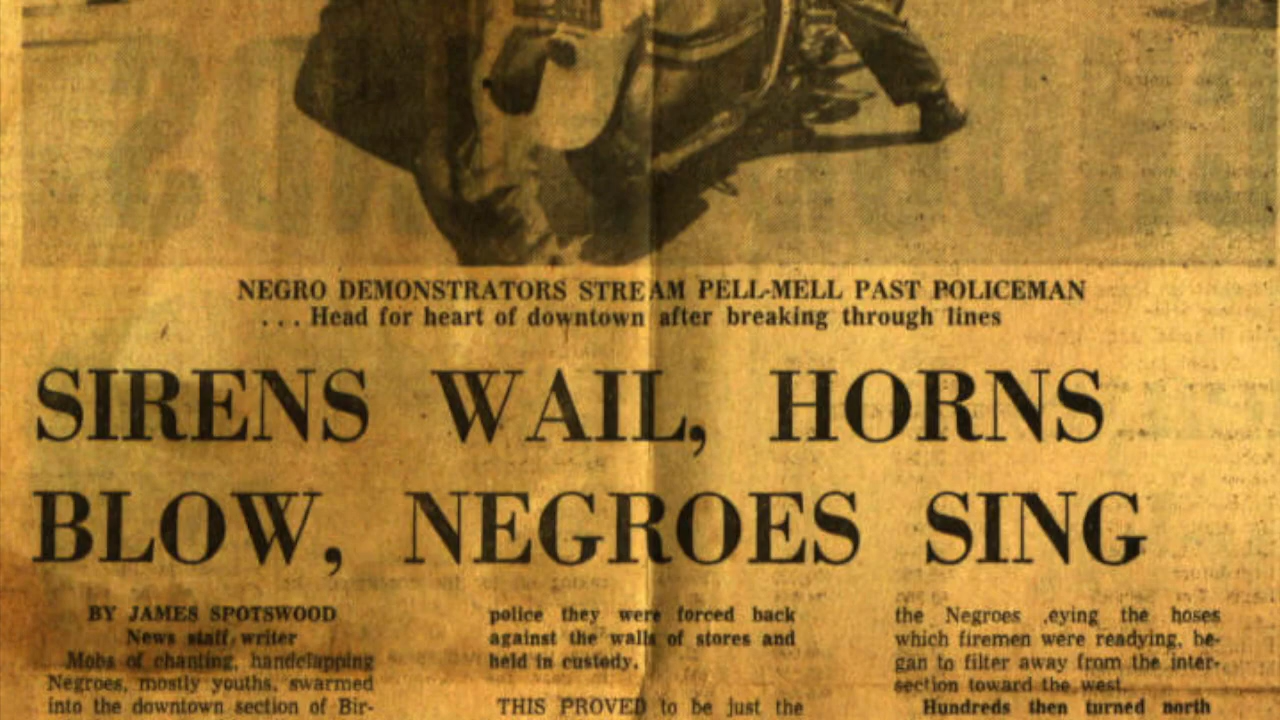 NEGRO DEMONSTRATORS STREAM PELL-MELL PAST POLICEMAN
... Head for heart of downtown after breaking through lines
SIRENS WAIL, HORNS
BLOW, NEGROES SING
BY JAMES SPOTSWOOD
News staff writer
Mobs of chanting, handclapping
Negroes, mostly youths, swarmed
into the downtown section of Bir-
police they were forced back
against the walls of stores and
held in custody.
THIS PROVED to be just the
the Negroes ,eying the hoses
which firemen were readying, be-
gan to filter away from the inter-
section toward the west.
Hundreds then turned north